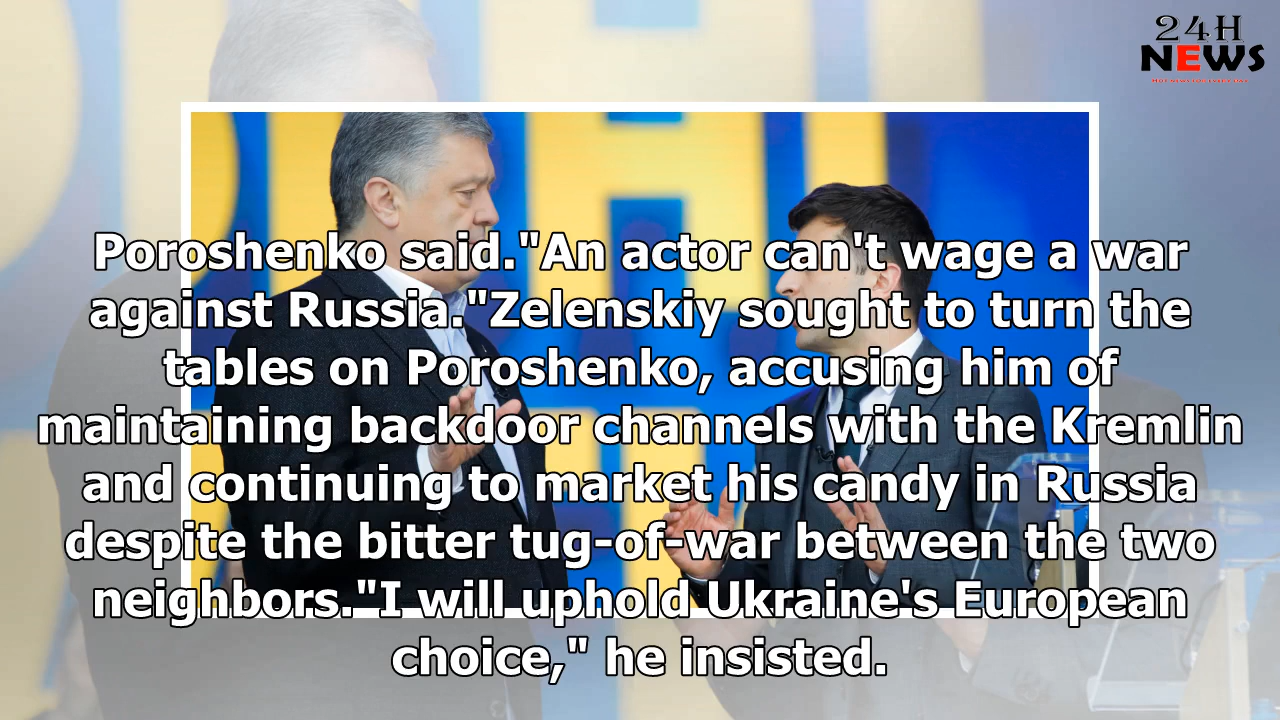 24H
NEWS
Poroshenko said."An actor can't wage a war
against Russia."Zelenskiy sought to turn the
tables on Poroshenko, accusing him of
maintaining backdoor channels with the Kremlin
and continuing to market his candy in Russia
despite the bitter tug-of-war between the two
neighbors."I will uphold Ukraine's European
choice," he insisted.